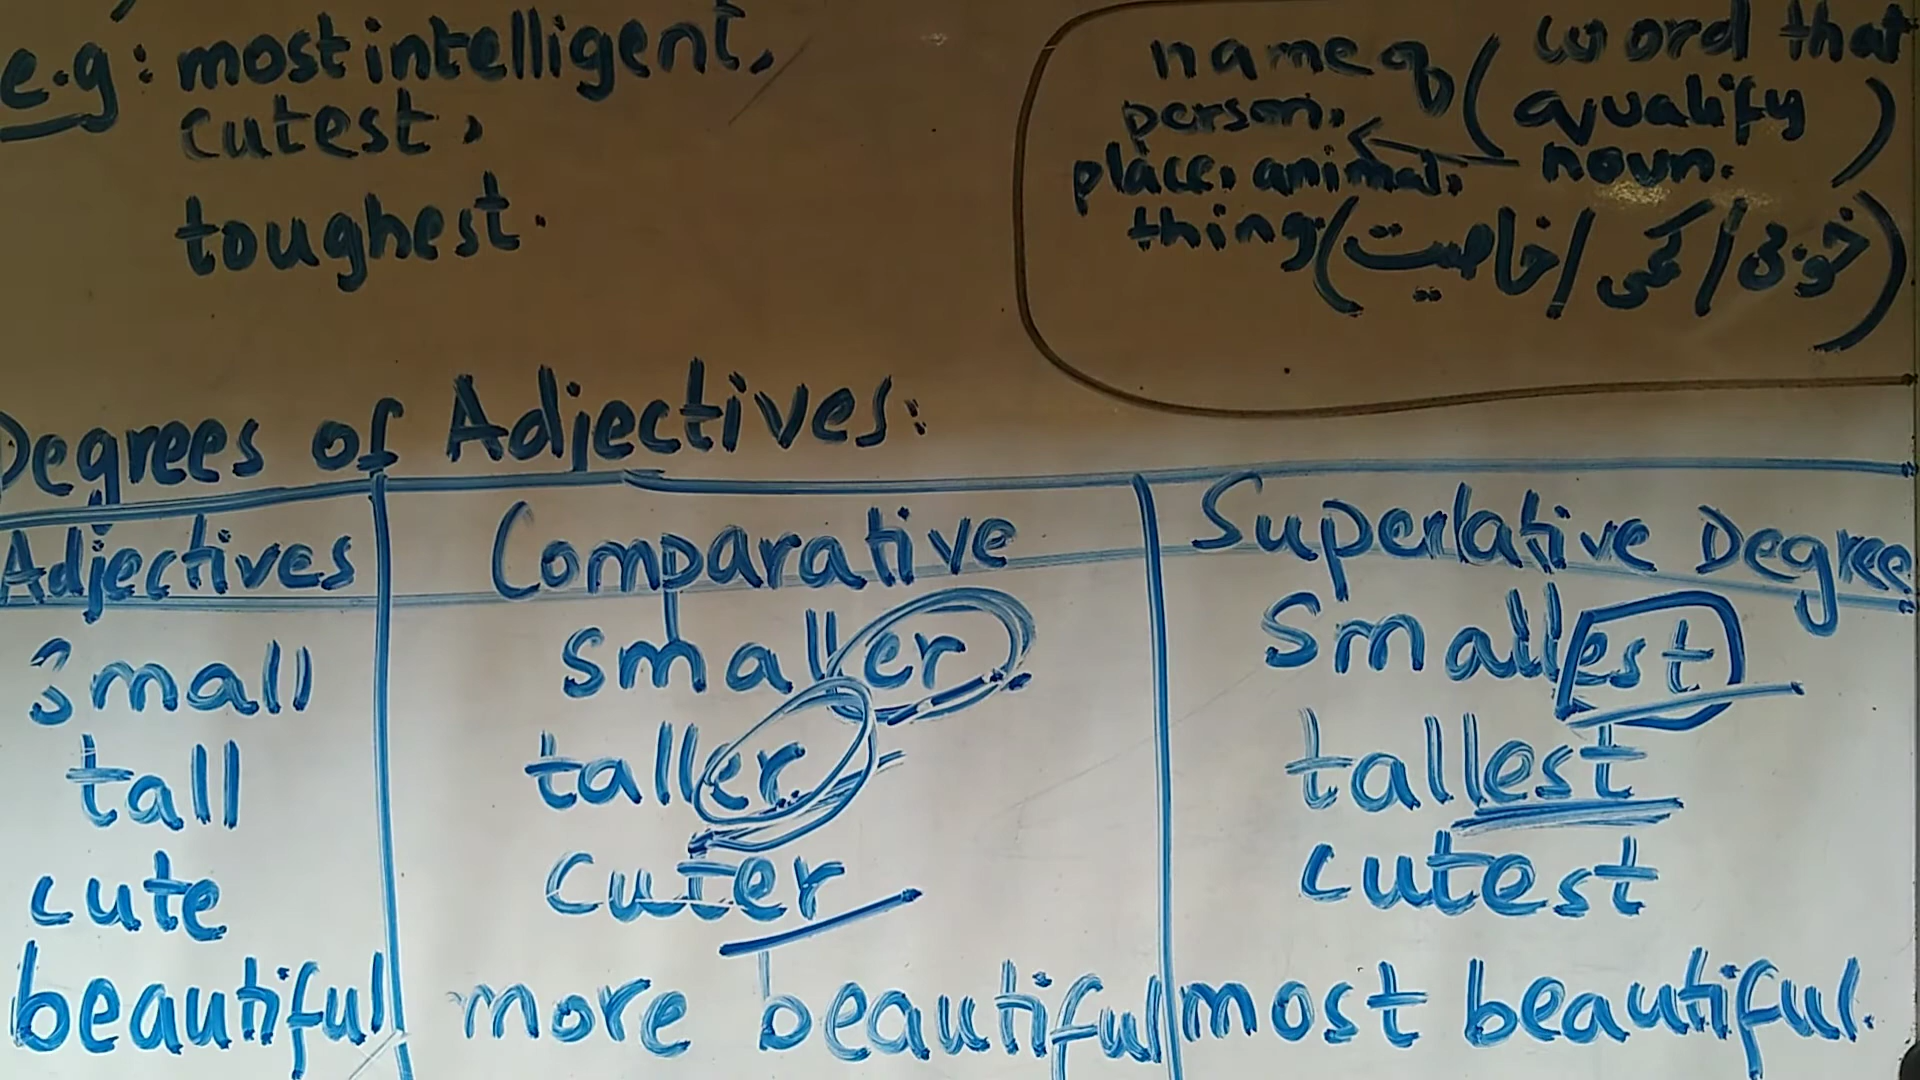 e.g: most intelligent,
cutest,
toughest.
word that
qualify
noun.
name of
person,
place, animal,
thing
(خوبی / کمی / خاصیت)
Degrees of Adjectives:
Adjectives Comparative Superlative Degree
small smaller smallest
tall taller tallest
cute cuter cutest
beautiful more beautiful most beautiful.